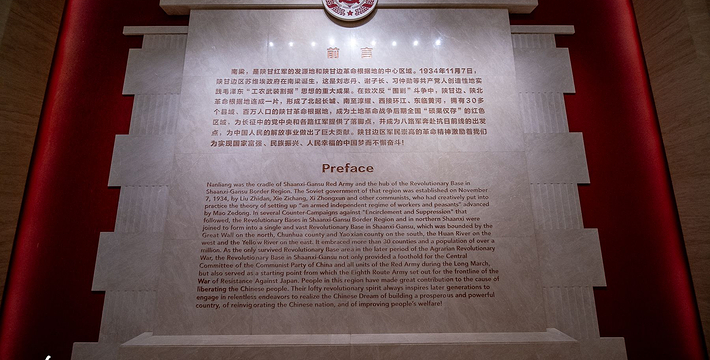 前 言
南梁，是陕甘红军的发源地和陕甘革命根据地的中心区域。1934年11月7日，
陕甘边区苏维埃政府在南梁诞生，这是刘志丹、谢子长、习仲勋等共产党人创造性地实
践毛泽东“工农武装割据”思想的重大成果。在数次反“围剿”斗争中，陕甘边、陕北
革命根据地连成一片，形成了北起长城，南至淳耀，西接环江，东临黄河，拥有30多
个县城，百万人口的陕甘革命根据地，成为土地革命战争后期全国“硕果仅存”的红色
区域，为长征中的党中央和各路红军提供了落脚点，并成为八路军奔赴抗日前线的出发
点，为中国人民的解放事业做出了巨大贡献。陕甘边区军民崇高的革命精神激励着我们
为实现国家富强、民族振兴、人民幸福的中国梦而不懈奋斗！
Preface
Nanliang was the cradle of Shaanxi-Gansu Red Army and the hub of the Revolutionary Base in
Shaanxi-Gansu Border Region. The Soviet government of that region was established on November
7, 1934, by Liu Zhidan, Xie Zichang, Xi Zhongxun and other communists, who had creatively put into
practice the theory of setting up "an armed independent regime of workers and peasants" advanced
by Mao Zedong. In several Counter-Campaigns against "Encirclement and Suppression" that
followed, the Revolutionary Bases in Shaanxi-Gansu Border Region and in northern Shaanxi were
joined to form into a single and vast Revolutionary Base in Shaanxi-Gansu, which was bounded by the
Great Wall on the north, Chunhua county and Yaoxian county on the south, the Huan River on the
west and the Yellow River on the east. It embraced more than 30 counties and a population of over a
million. As the only survived Revolutionary Base area in the later period of the Agrarian Revolutionary
War, the Revolutionary Base in Shaanxi-Gansu not only provided a foothold for the Central
Committee of the Communist Party of China and all units of the Red Army during the Long March,
but also served as a starting point from which the Eighth Route Army set out for the frontline of the
War of Resistance Against Japan. People in this region have made great contribution to the cause of
liberating the Chinese people. Their lofty revolutionary spirit always inspires later generations to
engage in relentless endeavors to realize the Chinese Dream of building a prosperous and powerful
country, of reinvigorating the Chinese nation, and of improving people's welfare!